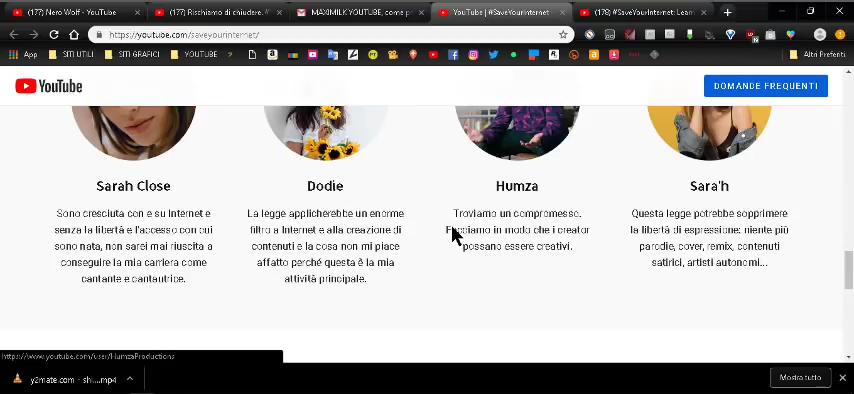 (177) Nero Wolf - YouTube
(177) Rischiamo di chiudere. #
MAXIMILK YOUTUBE, come pr
YouTube | #SaveYourInternet
(178) #SaveYourInternet: Learn
https://youtube.com/saveyourinternet/
App
SITI UTILI
SITI GRAFICI
YOUTUBE
Altri Preferiti
YouTube
DOMANDE FREQUENTI
Sarah Close
Sono cresciuta con e su Internet e
senza la libertà e l'accesso con cui
sono nata, non sarei mai riuscita a
conseguire la mia carriera come
cantante e cantautrice.
Dodie
La legge applicherebbe un enorme
filtro a Internet e alla creazione di
contenuti e la cosa non mi piace
affatto perché questa è la mia
attività principale.
Humza
Troviamo un compromesso.
Facciamo in modo che i creator
possano essere creativi.
Sara'h
Questa legge potrebbe sopprimere
la libertà di espressione: niente più
parodie, cover, remix, contenuti
satirici, artisti autonomi...
https://www.youtube.com/user/HumzaProductions
y2mate.com - shi....mp4
Mostra tutto